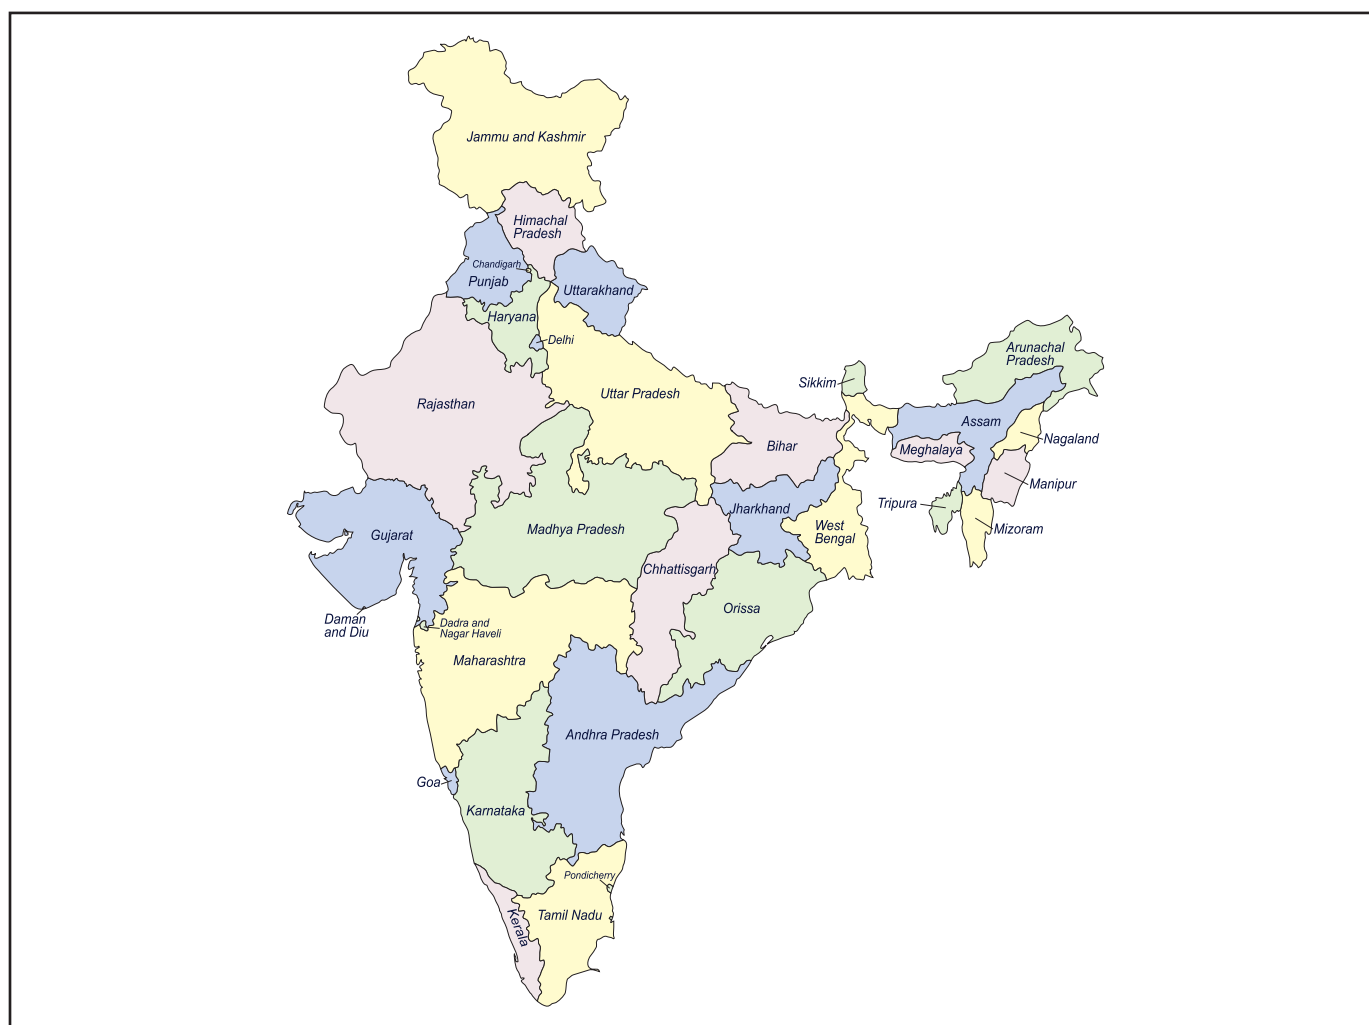 Jammu and Kashmir
Himachal
Pradesh
Chandigarh
Punjab
Uttarakhand
Haryana
Delhi
Arunachal
Pradesh
Sikkim
Uttar Pradesh
Rajasthan
Assam
Nagaland
Bihar
Meghalaya
Manipur
Tripura
Jharkhand
Mizoram
West
Bengal
Madhya Pradesh
Gujarat
Chhattisgarh
Orissa
Daman
and Diu
Dadra and
Nagar Haveli
Maharashtra
Andhra Pradesh
Goa
Karnataka
Pondicherry
Tamil Nadu
Kerala